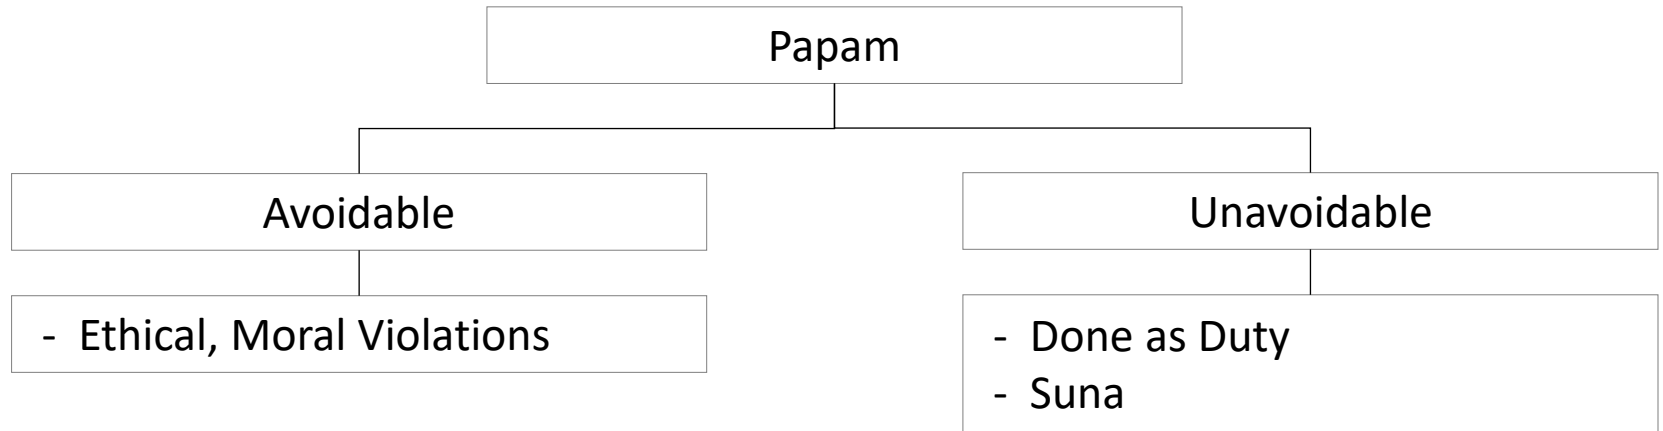 Papam
Avoidable
Unavoidable
- Ethical, Moral Violations
- Done as Duty
- Suna